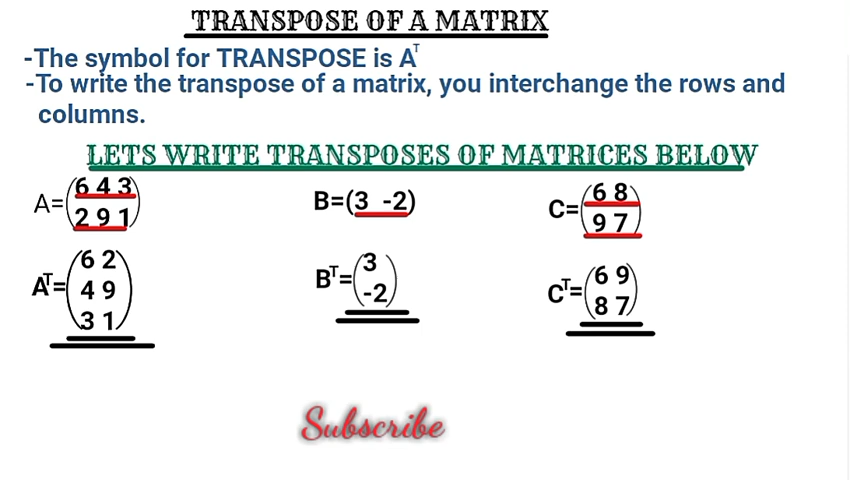 TRANSPOSE OF A MATRIX
-The symbol for TRANSPOSE is Aᵀ
-To write the transpose of a matrix, you interchange the rows and
columns.
LETS WRITE TRANSPOSES OF MATRICES BELOW
A=(6 4 3
2 9 1)
B=(3 -2)
C=(6 8
9 7)
Aᵀ=(6 2
4 9
3 1)
Bᵀ=(3
-2)
Cᵀ=(6 9
8 7)
Subscribe